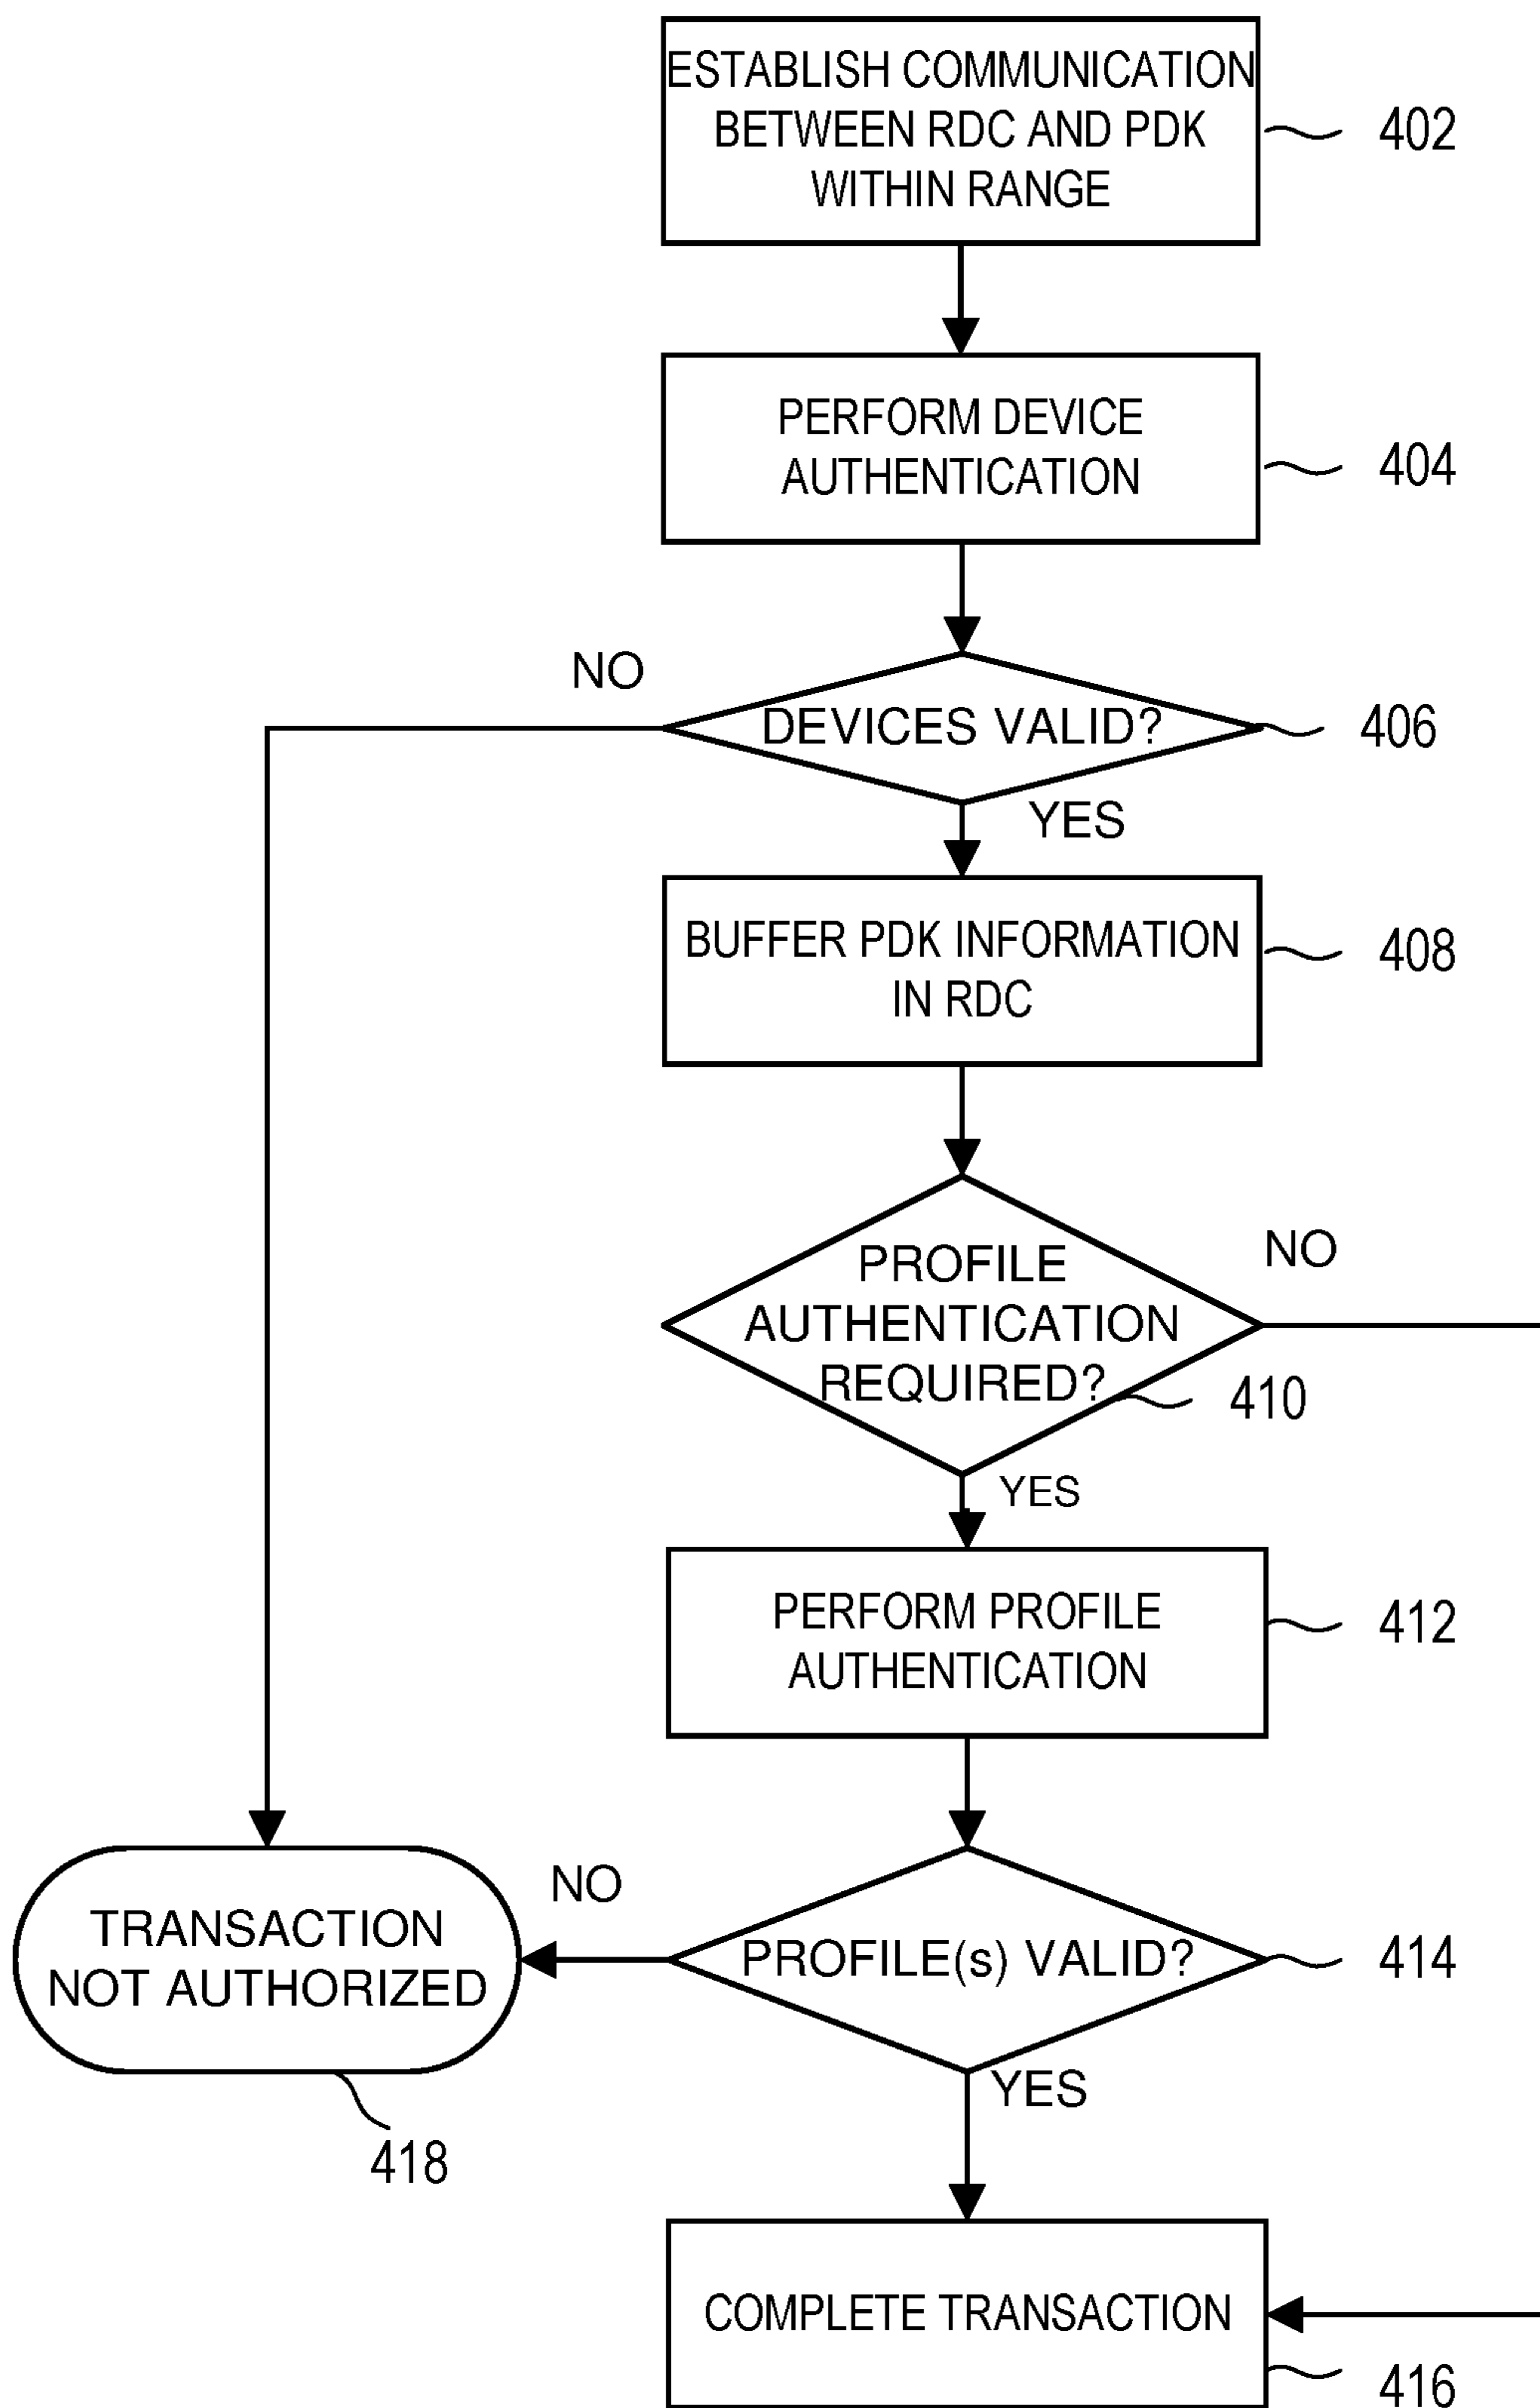 ESTABLISH COMMUNICATION
BETWEEN RDC AND PDK
WITHIN RANGE
402
PERFORM DEVICE
AUTHENTICATION
404
NO
DEVICES VALID?
406
YES
BUFFER PDK INFORMATION
IN RDC
408
PROFILE
AUTHENTICATION
REQUIRED?
NO
410
YES
PERFORM PROFILE
AUTHENTICATION
412
TRANSACTION
NOT AUTHORIZED
NO
PROFILE(s) VALID?
414
YES
418
COMPLETE TRANSACTION
416